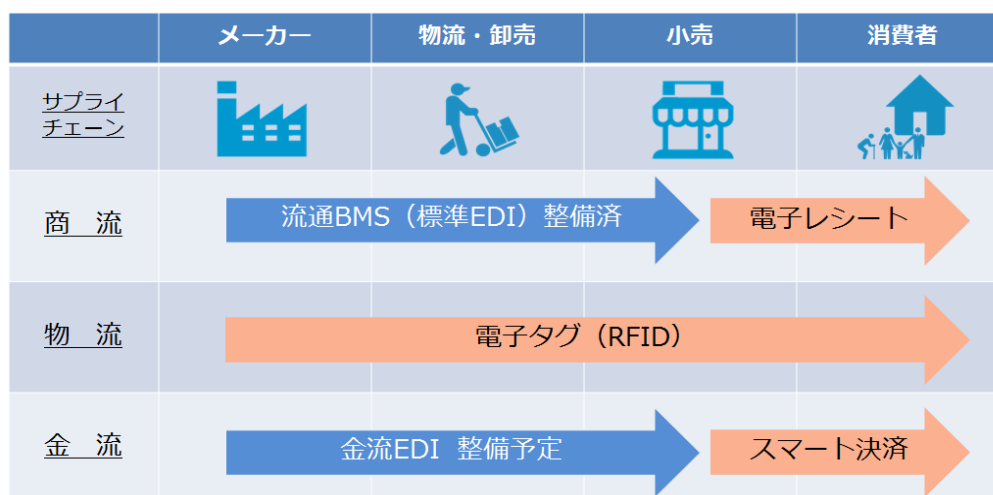 メーカー
物流・卸売
小売
消費者
サプライ
チェーン
商　流
流通BMS（標準EDI）整備済
電子レシート
物　流
電子タグ（RFID）
金　流
金流EDI 整備予定
スマート決済